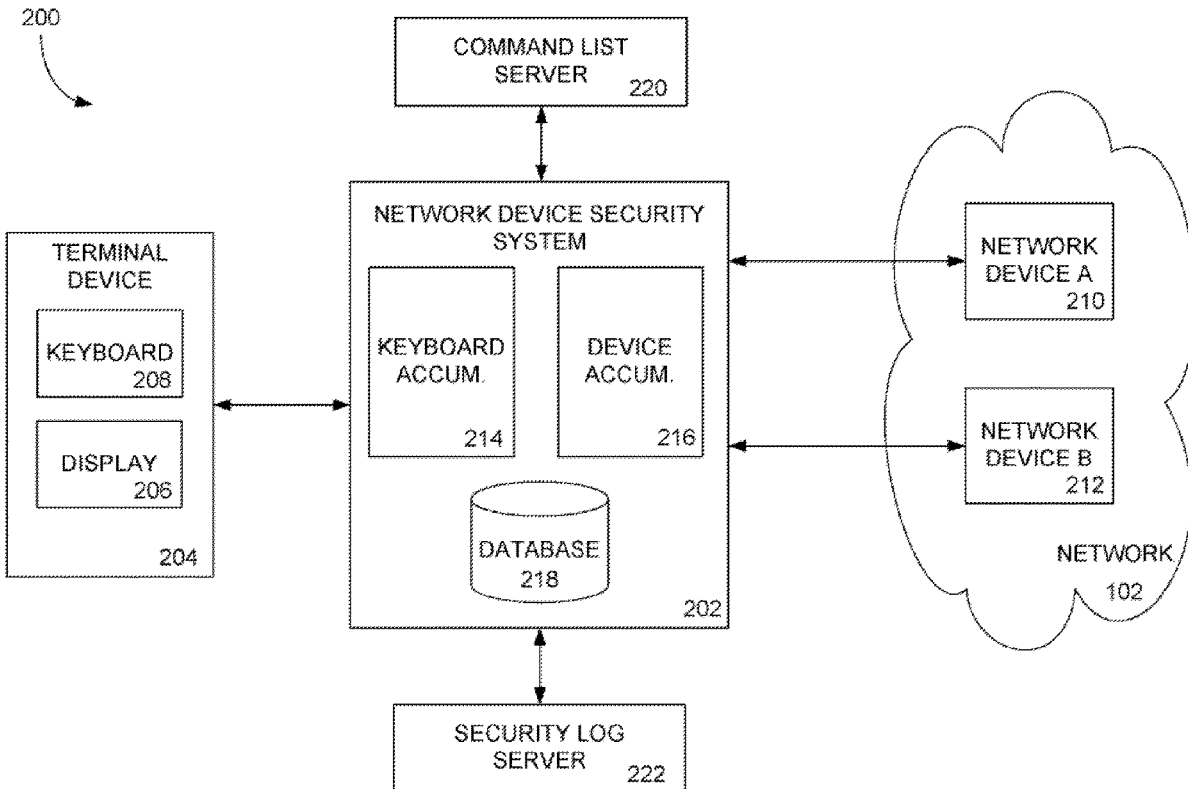 200
COMMAND LIST
SERVER
220
NETWORK DEVICE SECURITY
SYSTEM
TERMINAL
DEVICE
KEYBOARD
208
DISPLAY
206
204
KEYBOARD
ACCUM.
214
DEVICE
ACCUM.
216
DATABASE
218
202
NETWORK
DEVICE A
210
NETWORK
DEVICE B
212
NETWORK
102
SECURITY LOG
SERVER
222